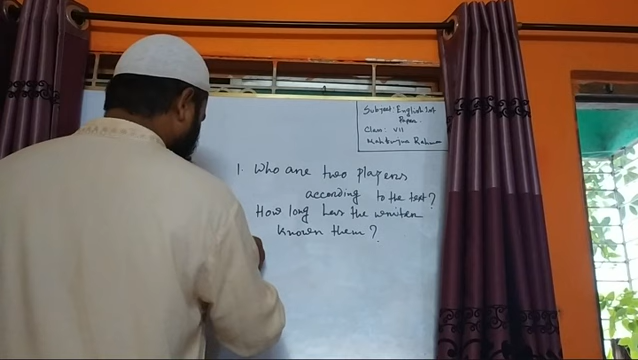 Subject: English 1st
Paper.
Class: VII
Rahman
1. Who are two players
according to the text?
How long has the writer
known them?